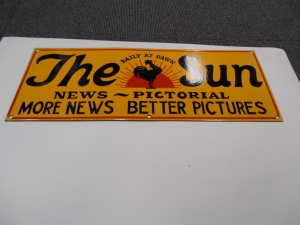 DAILY AT DAWN
The Sun
NEWS ~ PICTORIAL
MORE NEWS BETTER PICTURES